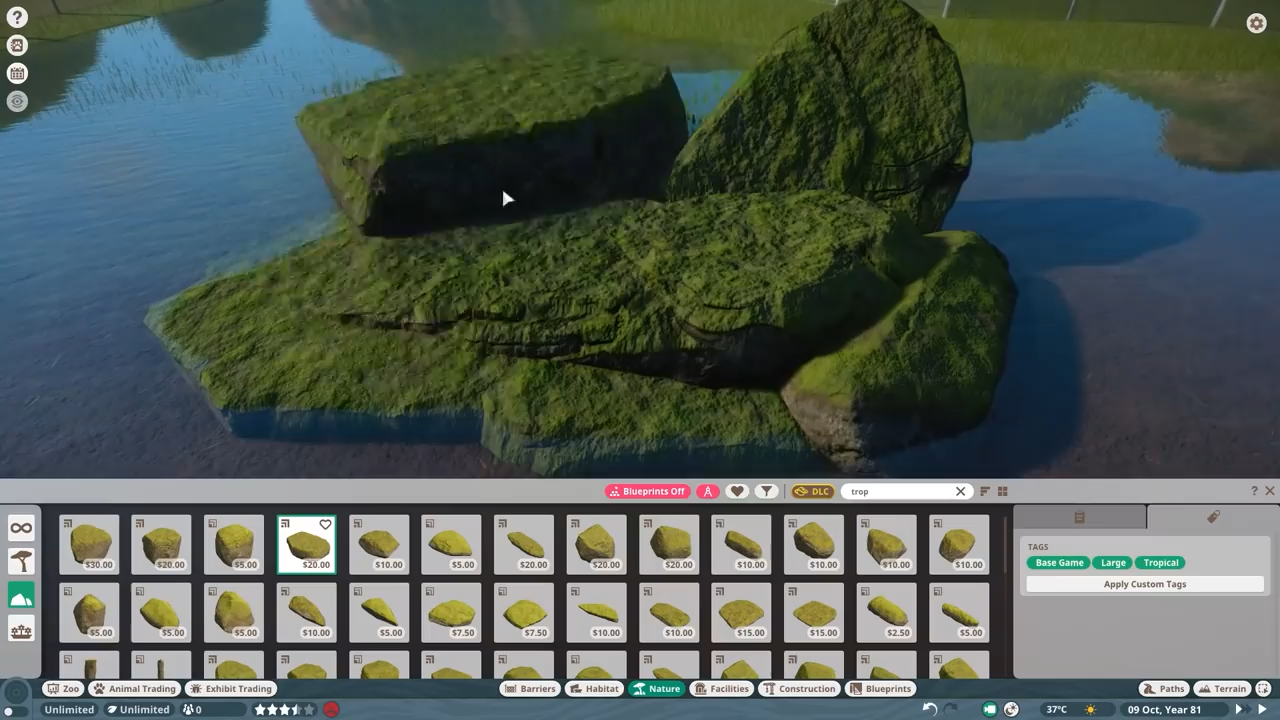 ?
Blueprints Off
DLC
trop
?
$30.00 $20.00 $5.00 $20.00 $10.00 $5.00 $20.00 $20.00 $20.00 $10.00 $10.00 $10.00 $10.00
$5.00 $5.00 $5.00 $10.00 $5.00 $7.50 $7.50 $10.00 $10.00 $15.00 $15.00 $2.50 $5.00
TAGS
Base Game Large Tropical
Apply Custom Tags
Zoo Animal Trading Exhibit Trading Barriers Habitat Nature Facilities Construction Blueprints Paths Terrain
Unlimited Unlimited 0 37°C 09 Oct, Year 81